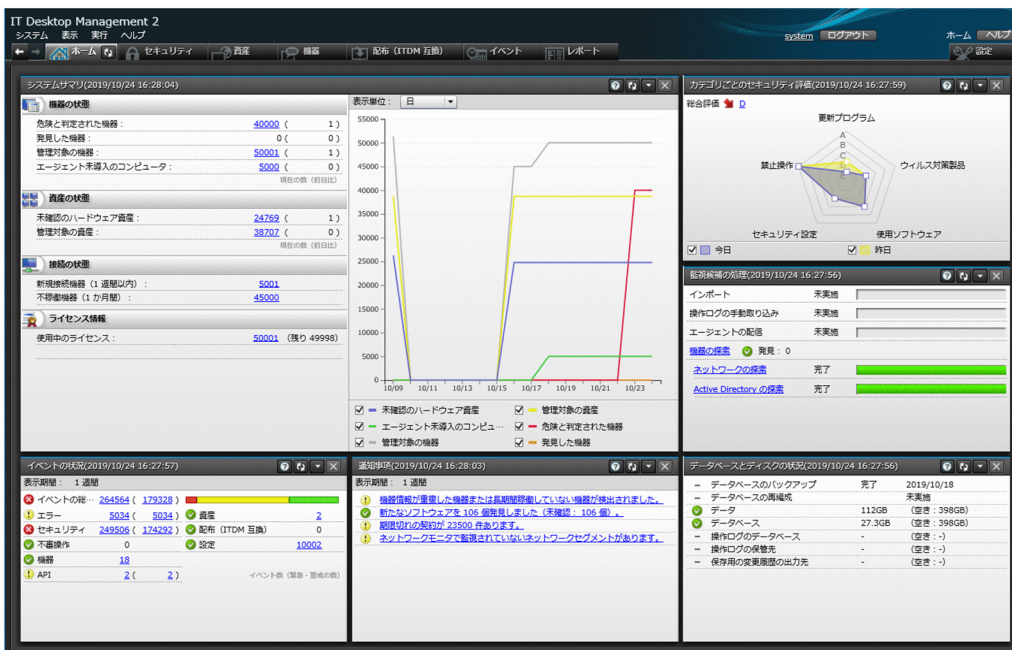 IT Desktop Management 2
システム 表示 実行 ヘルプ
system ログアウト ホーム ヘルプ
ホーム セキュリティ 資産 機器 配布 (ITDM 互換) イベント レポート 設定
システムサマリ(2019/10/24 16:28:04)
機器の状態
危険と判定された機器： 40000 ( 1 )
発見した機器： 0 ( 0 )
管理対象の機器： 50001 ( 1 )
エージェント未導入のコンピュータ： 5000 ( 0 )
現在の数 (前日比)
資産の状態
未確認のハードウェア資産： 24769 ( 1 )
管理対象の資産： 38707 ( 0 )
現在の数 (前日比)
接続の状態
新規接続機器 (1 週間以内) ： 5001
不稼働機器 (1 か月間) ： 45000
ライセンス情報
使用中のライセンス： 50001 (残り 49998)
表示単位： 日
55000
50000
45000
40000
35000
30000
25000
20000
15000
10000
5000
0
10/09 10/11 10/13 10/15 10/17 10/19 10/21 10/23
未確認のハードウェア資産 管理対象の資産
エージェント未導入のコンピュ… 危険と判定された機器
管理対象の機器 発見した機器
カテゴリごとのセキュリティ評価(2019/10/24 16:27:59)
総合評価 D
更新プログラム
A
B
C
禁止操作 ウィルス対策製品
セキュリティ設定 使用ソフトウェア
今日 昨日
監視候補の処理(2019/10/24 16:27:56)
インポート 未実施
操作ログの手動取り込み 未実施
エージェントの配信 未実施
機器の探索 発見： 0
ネットワークの探索 完了
Active Directory の探索 完了
イベントの状況(2019/10/24 16:27:57)
表示期間： 1 週間
イベントの総… 264564 ( 179328 )
エラー 5034 ( 5034 ) 資産 2
セキュリティ 249506 ( 174292 ) 配布 (ITDM 互換) 0
不審操作 0 設定 10002
機器 18
API 2 ( 2 ) イベント数 (緊急・警戒の数)
通知事項(2019/10/24 16:28:03)
表示期間： 1 週間
機器情報が重複した機器または長期間稼働していない機器が検出されました。
新たなソフトウェアを 106 個発見しました (未確認： 106 個) 。
期限切れの契約が 23500 件あります。
ネットワークモニタで監視されていないネットワークセグメントがあります。
データベースとディスクの状況(2019/10/24 16:27:56)
データベースのバックアップ 完了 2019/10/18
データベースの再編成 未実施
データ 112GB (空き：398GB)
データベース 27.3GB (空き：398GB)
操作ログのデータベース - (空き：-)
操作ログの保管先 - (空き：-)
保存用の変更履歴の出力先 - (空き：-)